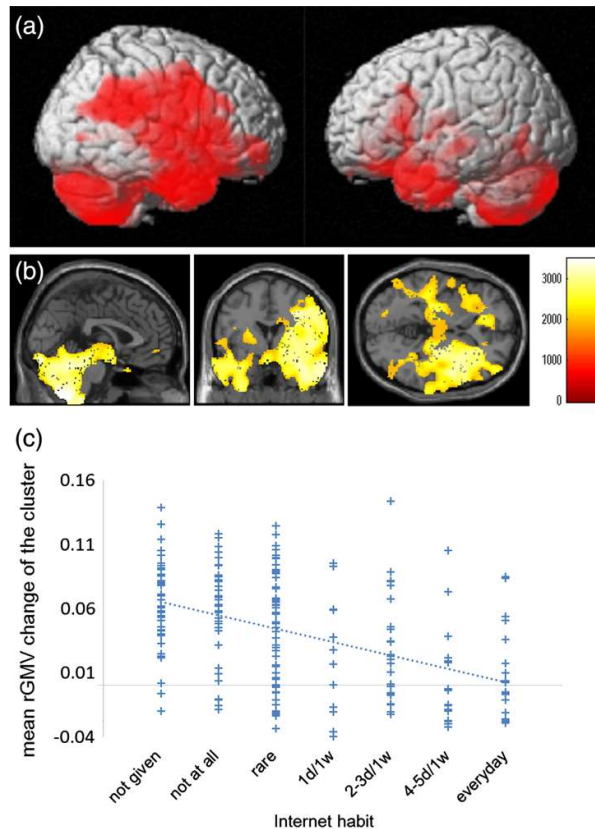 (a)
(b)
3000
2000
1000
0
(c)
mean rGMV change of the cluster
0.16
0.11
0.06
0.01
-0.04
not given
not at all
rare
1d/1w
2-3d/1w
4-5d/1w
everyday
Internet habit